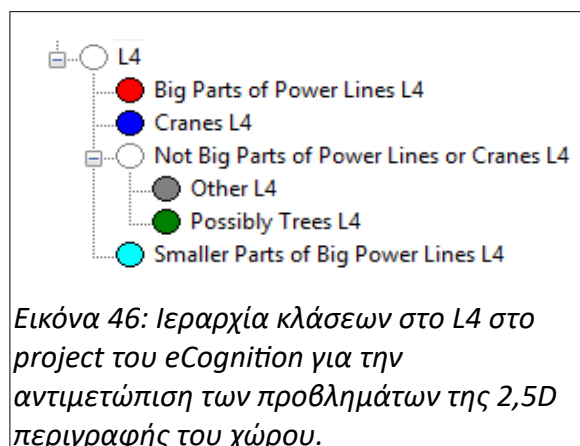 L4
Big Parts of Power Lines L4
Cranes L4
Not Big Parts of Power Lines or Cranes L4
Other L4
Possibly Trees L4
Smaller Parts of Big Power Lines L4
Εικόνα 46: Ιεραρχία κλάσεων στο L4 στο
project του eCognition για την
αντιμετώπιση των προβλημάτων της 2,5D
περιγραφής του χώρου.